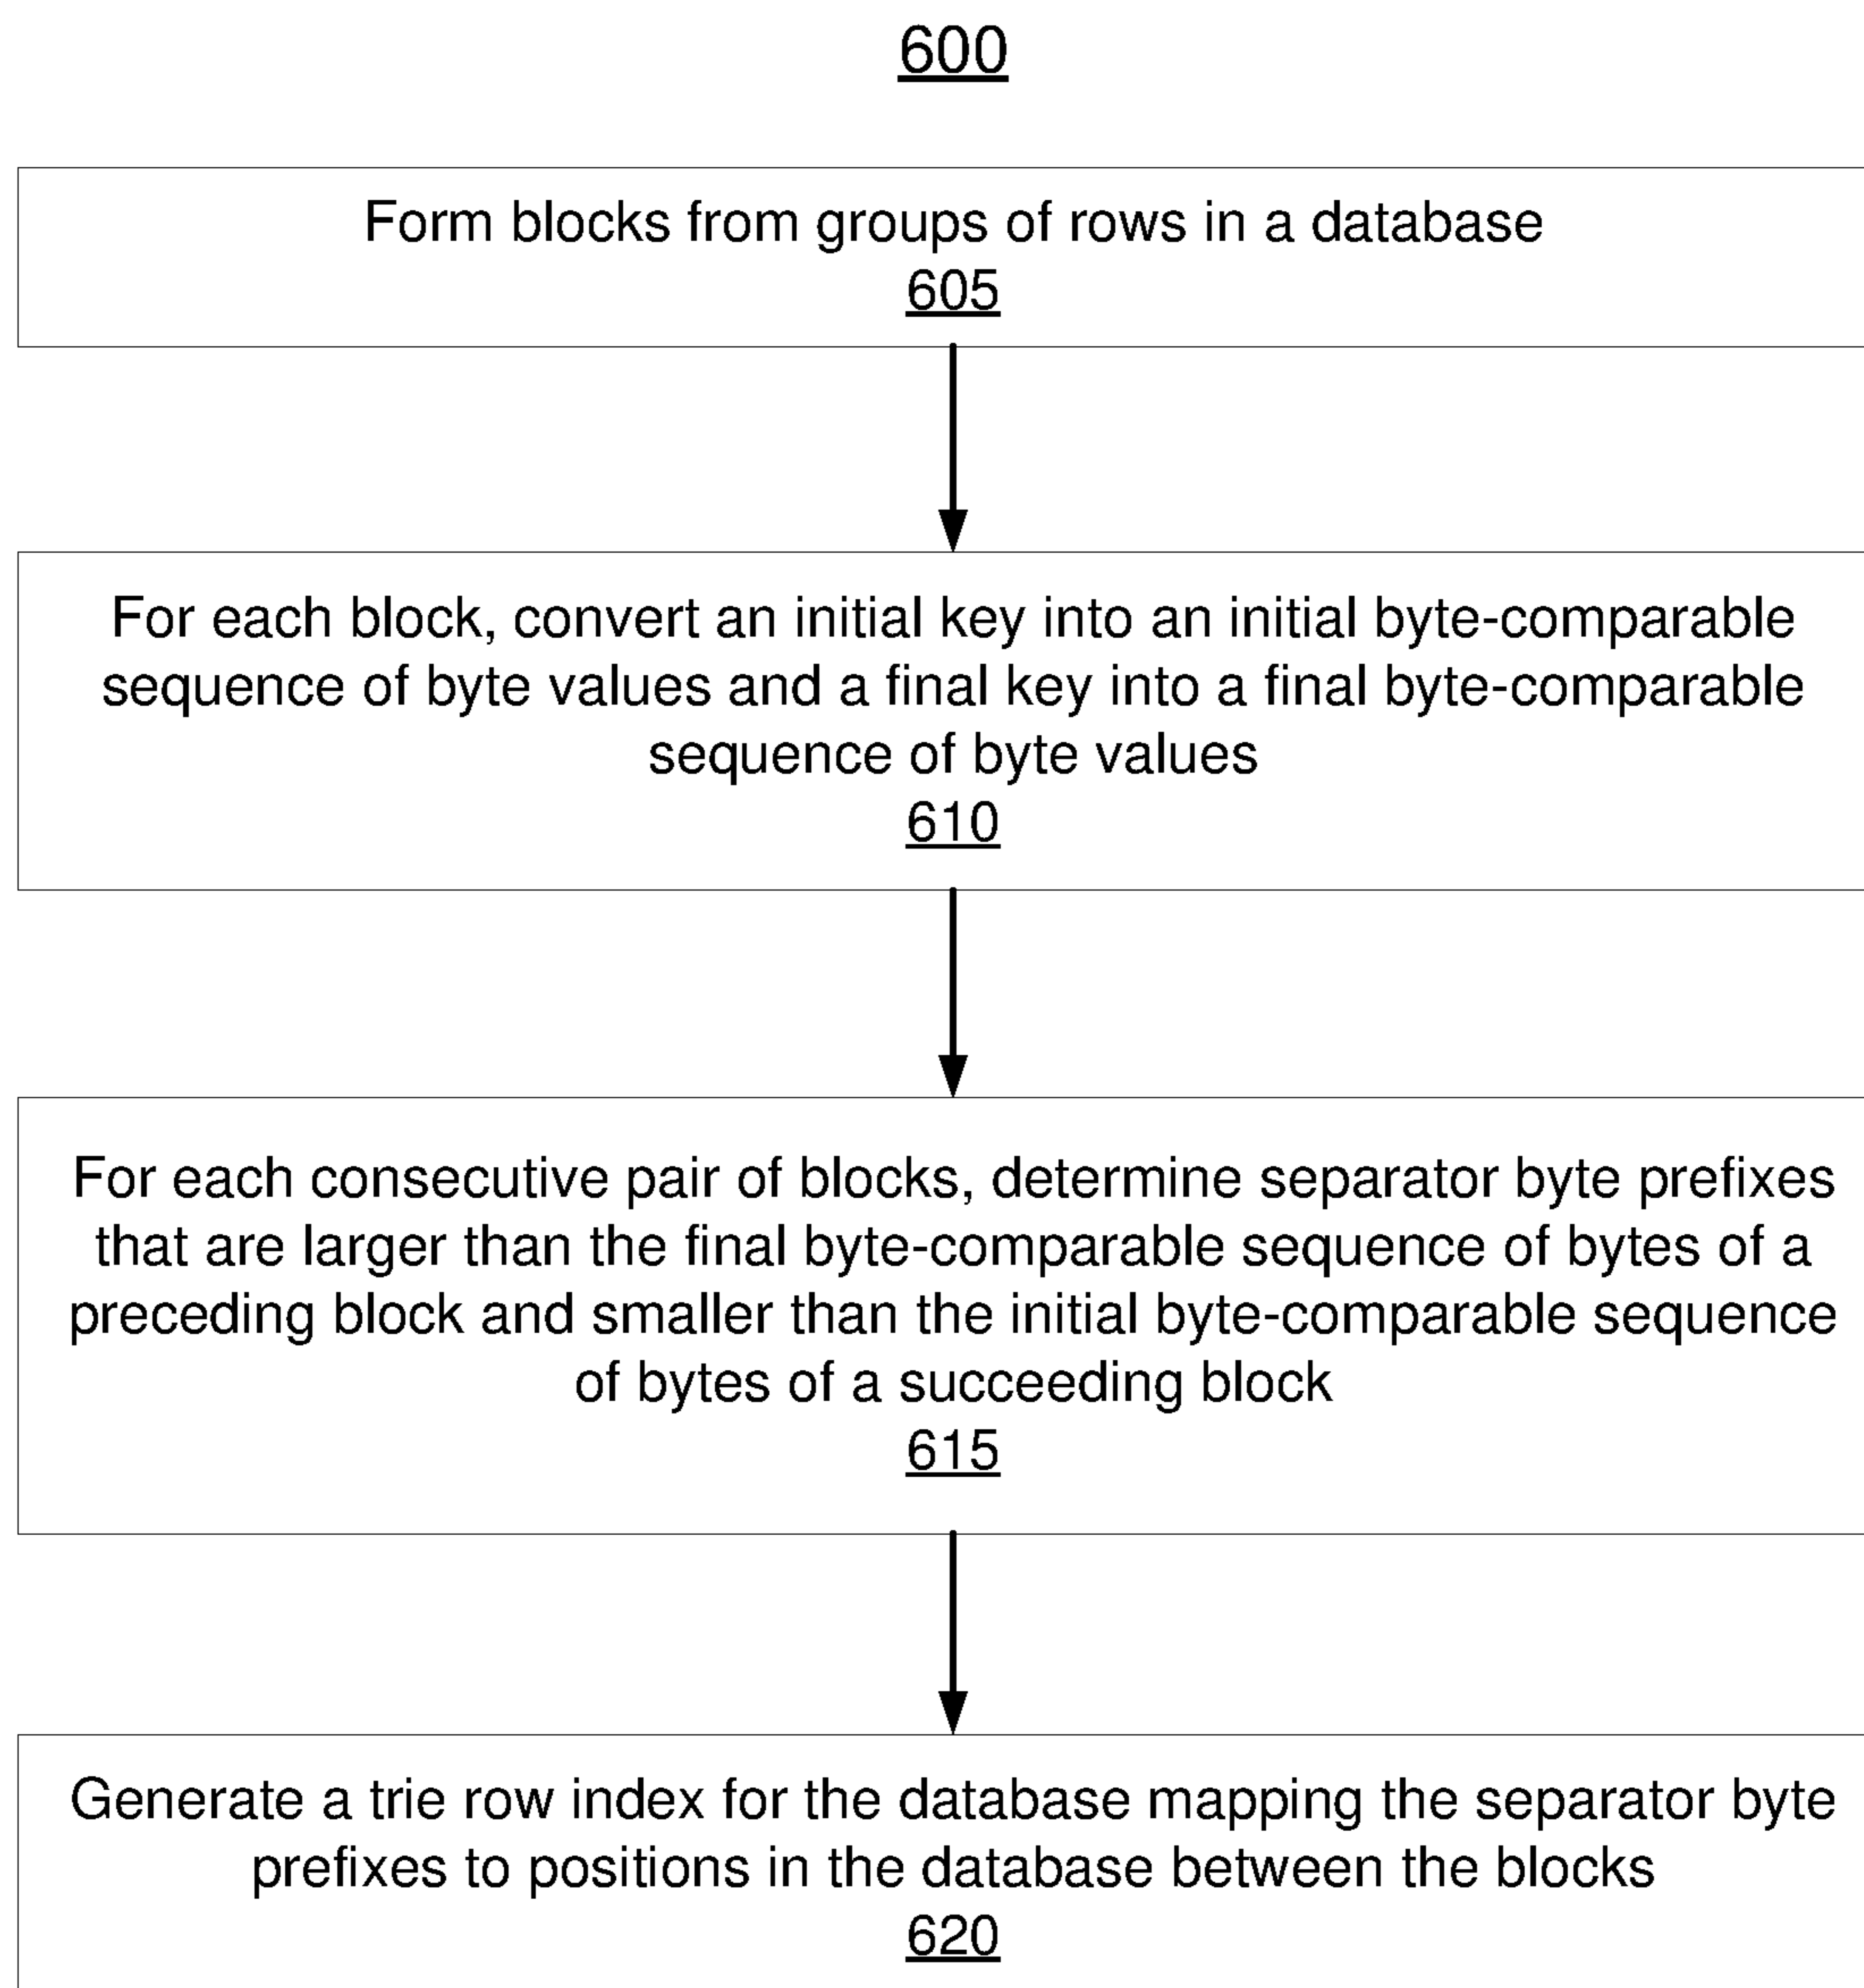 600
Form blocks from groups of rows in a database
605
For each block, convert an initial key into an initial byte-comparable
sequence of byte values and a final key into a final byte-comparable
sequence of byte values
610
For each consecutive pair of blocks, determine separator byte prefixes
that are larger than the final byte-comparable sequence of bytes of a
preceding block and smaller than the initial byte-comparable sequence
of bytes of a succeeding block
615
Generate a trie row index for the database mapping the separator byte
prefixes to positions in the database between the blocks
620